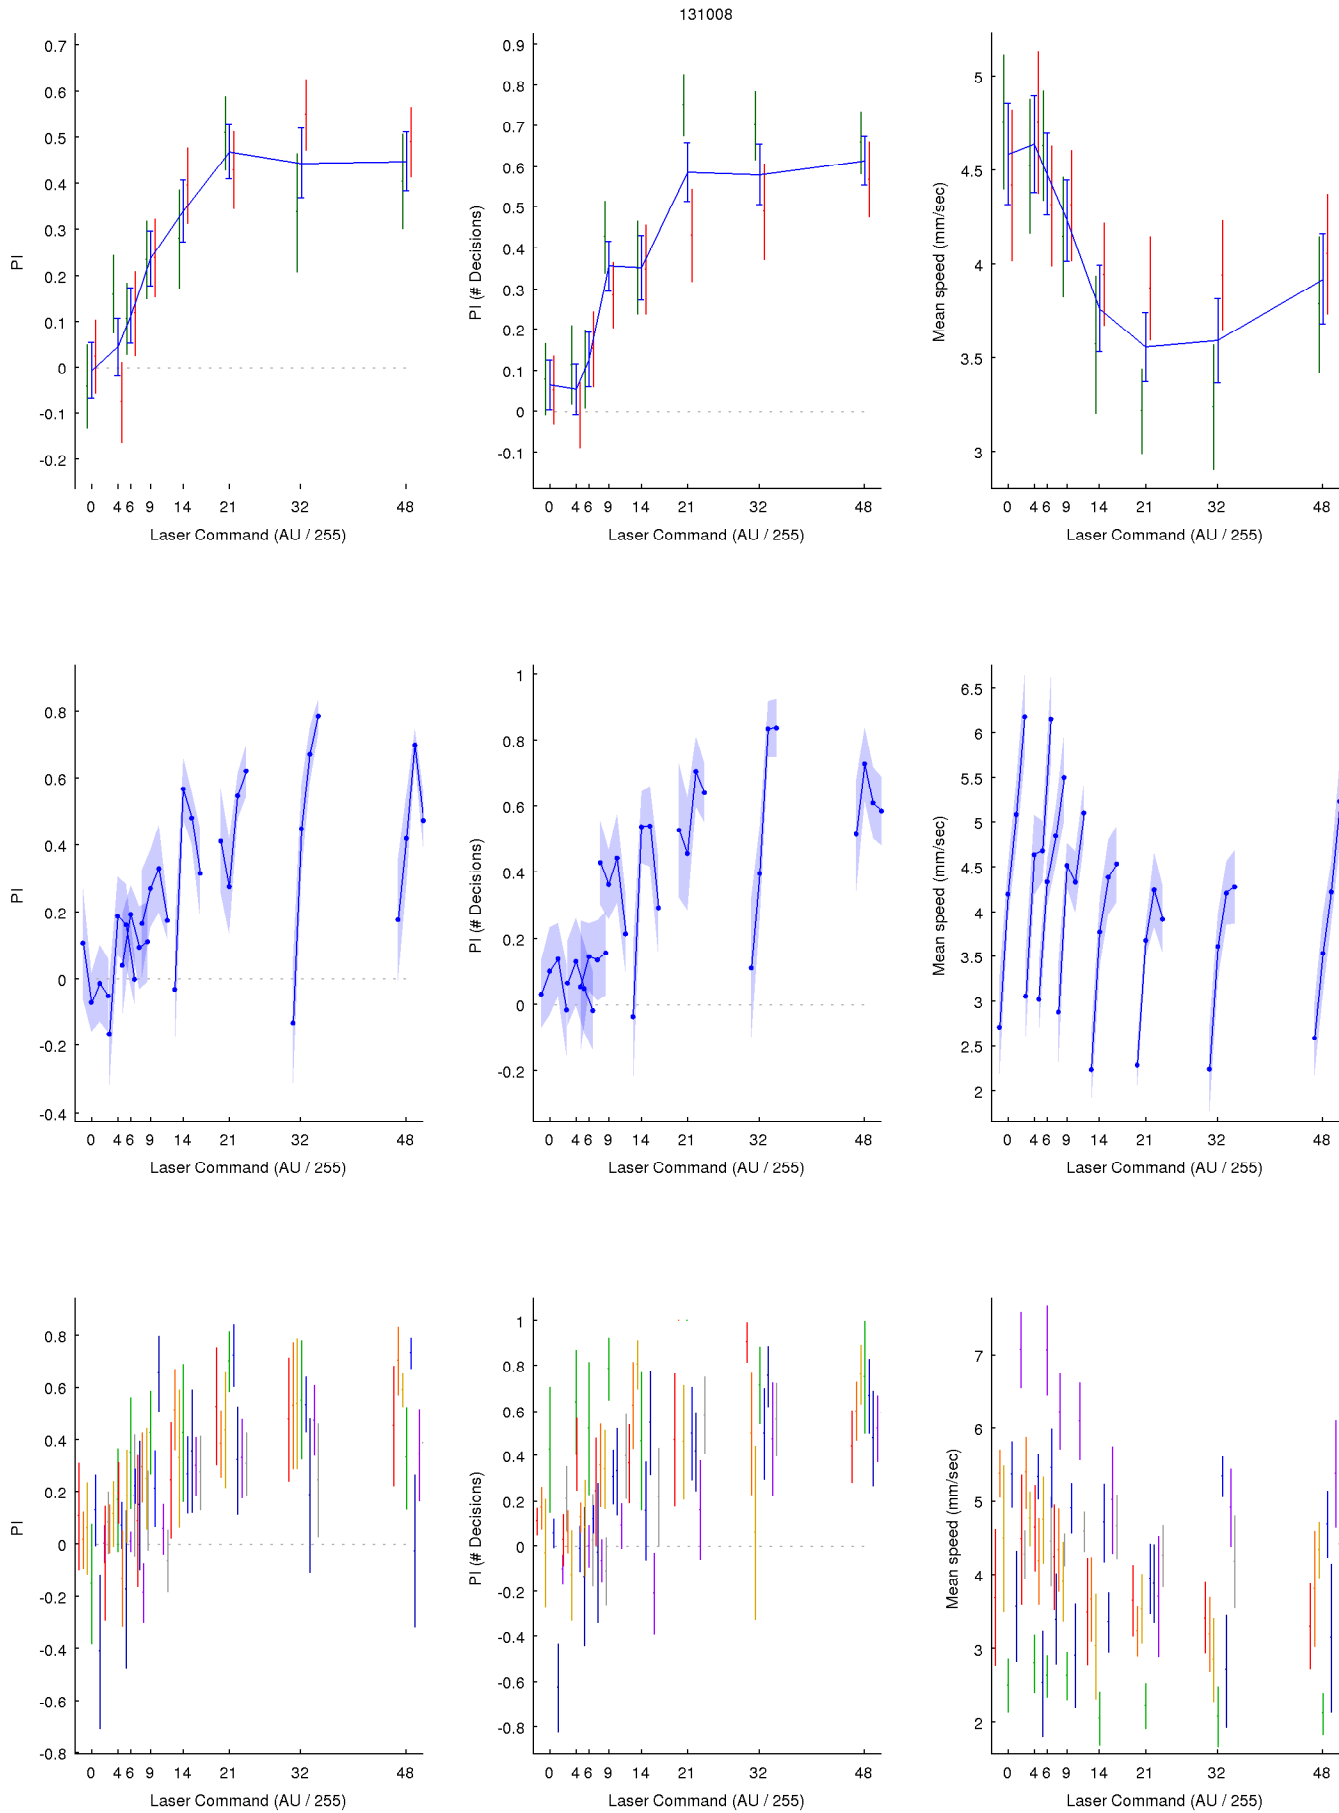 131008
0.7
0.6
0.5
0.4
0.3
0.2
0.1
0
-0.1
-0.2
PI
0 4 6 9 14 21 32 48
Laser Command (AU / 255)
0.9
0.8
0.7
0.6
0.5
0.4
0.3
0.2
0.1
0
-0.1
PI (# Decisions)
0 4 6 9 14 21 32 48
Laser Command (AU / 255)
5
4.5
4
3.5
3
Mean speed (mm/sec)
0 4 6 9 14 21 32 48
Laser Command (AU / 255)
0.8
0.6
0.4
0.2
0
-0.2
-0.4
PI
0 4 6 9 14 21 32 48
Laser Command (AU / 255)
1
0.8
0.6
0.4
0.2
0
-0.2
PI (# Decisions)
0 4 6 9 14 21 32 48
Laser Command (AU / 255)
6.5
6
5.5
5
4.5
4
3.5
3
2.5
2
Mean speed (mm/sec)
0 4 6 9 14 21 32 48
Laser Command (AU / 255)
0.8
0.6
0.4
0.2
0
-0.2
-0.4
-0.6
-0.8
PI
0 4 6 9 14 21 32 48
Laser Command (AU / 255)
1
0.8
0.6
0.4
0.2
0
-0.2
-0.4
-0.6
-0.8
PI (# Decisions)
0 4 6 9 14 21 32 48
Laser Command (AU / 255)
7
6
5
4
3
2
Mean speed (mm/sec)
0 4 6 9 14 21 32 48
Laser Command (AU / 255)